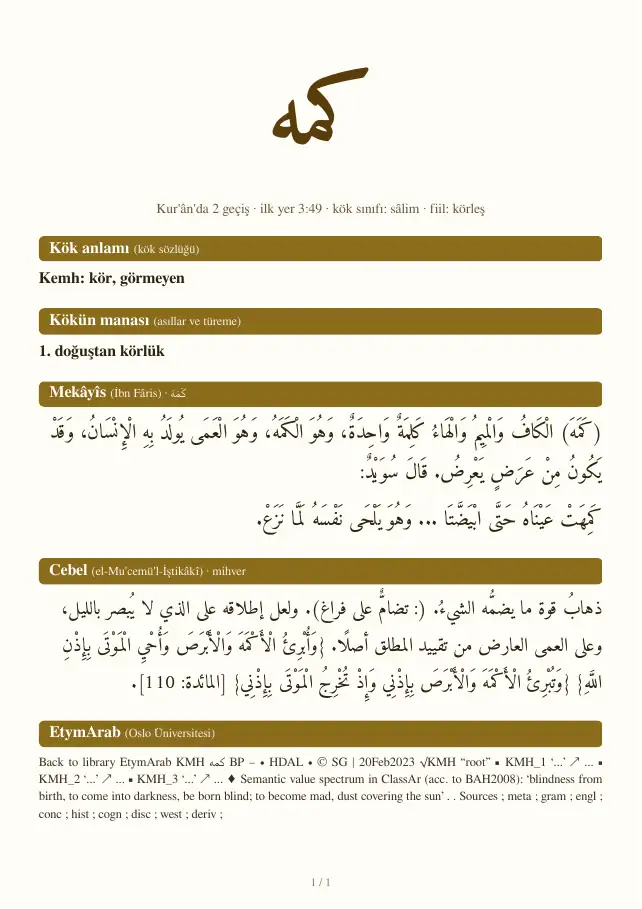 كمه
Kur'ân'da 2 geçiş · ilk yer 3:49 · kök sınıfı: sâlim · fiil: körleş
Kök anlamı (kök sözlüğü)
Kemh: kör, görmeyen
Kökün manası (asıllar ve türeme)
1. doğuştan körlük
Mekâyîs (İbn Fâris) · كَمَهَ
(كَمَهَ) الْكَافُ وَالْمِيمُ وَالْهَاءُ كَلِمَةٌ وَاحِدَةٌ، وَهُوَ الْكَمَهُ، وَهُوَ الْعَمَى يُولَدُ بِهِ الْإِنْسَانُ، وَقَدْ
يَكُونُ مِنْ عَرَضٍ يَعْرِضُ. قَالَ سُوَيْدٌ:
كَمِهَتْ عَيْنَاهُ حَتَّى ابْيَضَّتَا ... وَهُوَ يَلْحَى نَفْسَهُ لَمَّا نَزَعْ.
Cebel (el-Mu'cemü'l-İştikâkî) · mihver
ذهابُ قوة ما يضمُّه الشيءُ. (: تضامٌّ على فراغ). ولعل إطلاقه على الذي لا يُبصر بالليل،
وعلى العمى العارض من تقييد المطلق أصلًا. {وَأُبْرِئُ الْأَكْمَهَ وَالْأَبْرَصَ وَأُحْيِ الْمَوْتَى بِإِذْنِ
اللَّهِ} {وَتُبْرِئُ الْأَكْمَهَ وَالْأَبْرَصَ بِإِذْنِي وَإِذْ تُخْرِجُ الْمَوْتَى بِإِذْنِي} [المائدة: 110].
EtymArab (Oslo Üniversitesi)
Back to library EtymArab KMH كمه BP – • HDAL • © SG | 20Feb2023 √KMH “root” ▪ KMH_1 ‘...’ ↗ ... ▪
KMH_2 ‘...’ ↗ ... ▪ KMH_3 ‘...’ ↗ ... ♦ Semantic value spectrum in ClassAr (acc. to BAH2008): ‘blindness from
birth, to come into darkness, be born blind; to become mad, dust covering the sun’ . . Sources ; meta ; gram ; engl ;
conc ; hist ; cogn ; disc ; west ; deriv ;
1 / 1